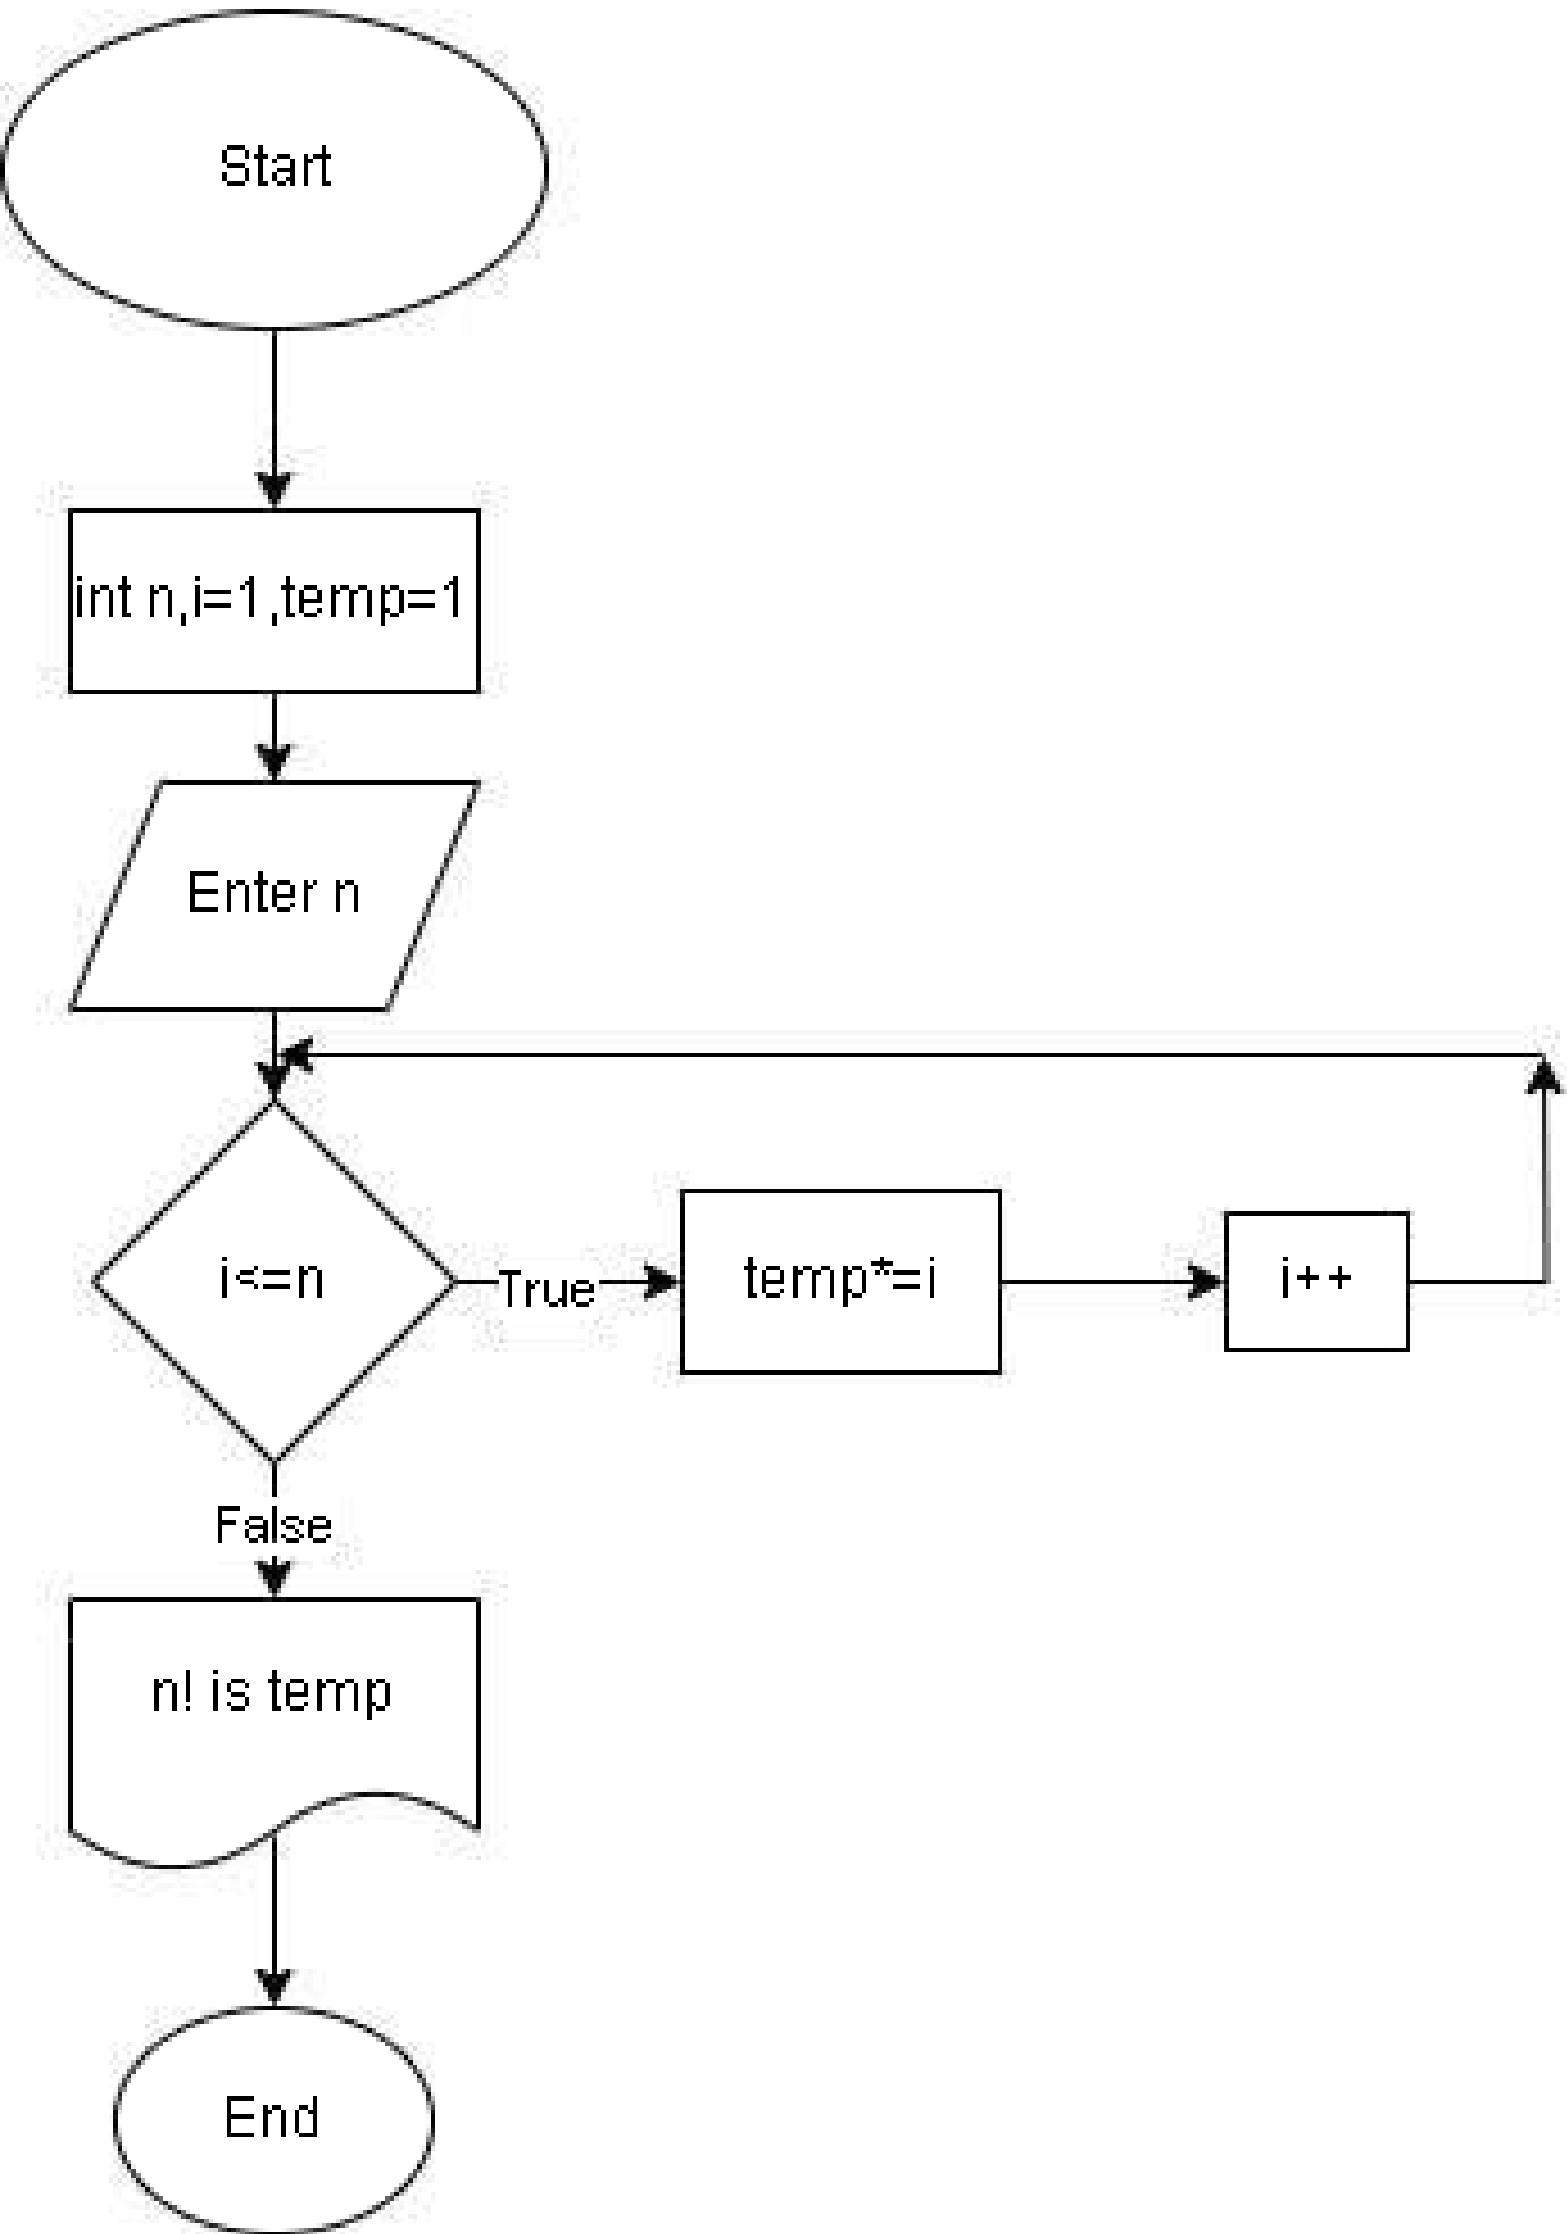 Start
int n,i=1,temp=1
Enter n
i<=n
True
temp*=i
i++
False
n! is temp
End